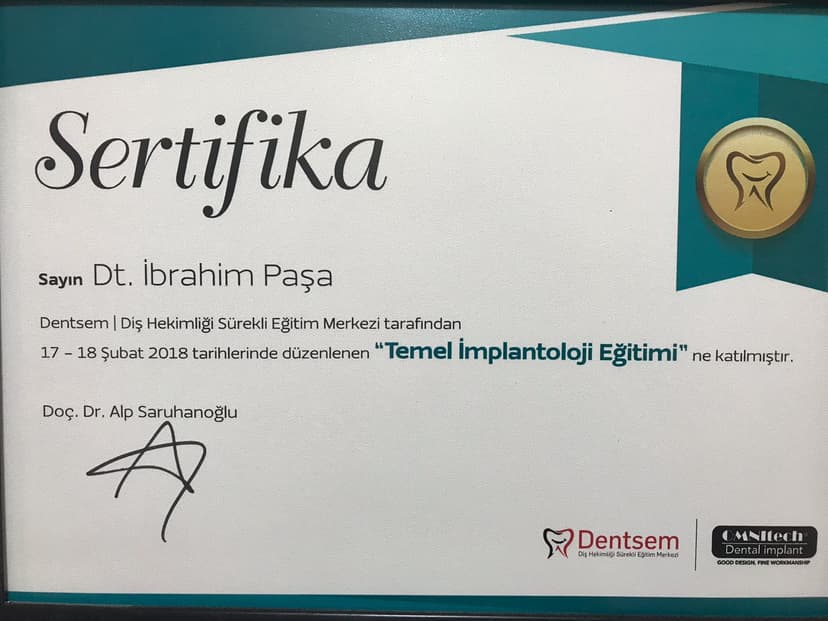 Sertifika
Sayın Dt. İbrahim Paşa
Dentsem | Diş Hekimliği Sürekli Eğitim Merkezi tarafından
17 – 18 Şubat 2018 tarihlerinde düzenlenen “Temel İmplantoloji Eğitimi” ne katılmıştır.
Doç. Dr. Alp Saruhanoğlu
Dentsem
Diş Hekimliği Sürekli Eğitim Merkezi
OMNItech®
Dental implant
GOOD DESIGN, FINE WORKMANSHIP